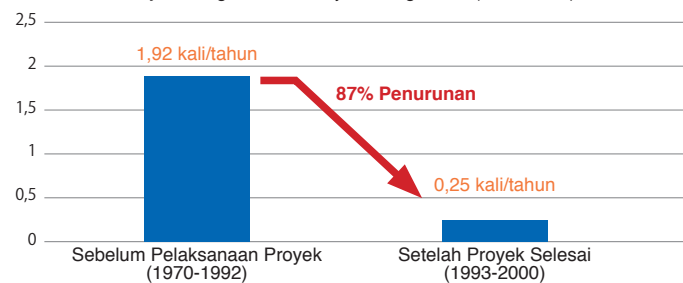 2,5
2
1,5
1
0,5
0
1,92 kali/tahun
87% Penurunan
0,25 kali/tahun
Sebelum Pelaksanaan Proyek
(1970-1992)
Setelah Proyek Selesai
(1993-2000)